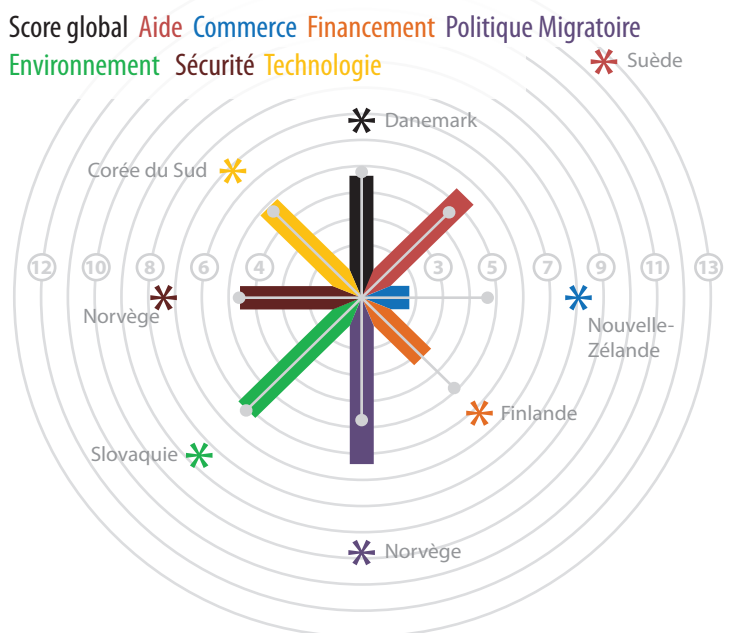 Score global Aide Commerce Financement Politique Migratoire
Environnement Sécurité Technologie
Suède
Danemark
Corée du Sud
12 10 8 6 4 3 5 7 9 11 13
Norvège
Nouvelle-
Zélande
Finlande
Slovaquie
Norvège